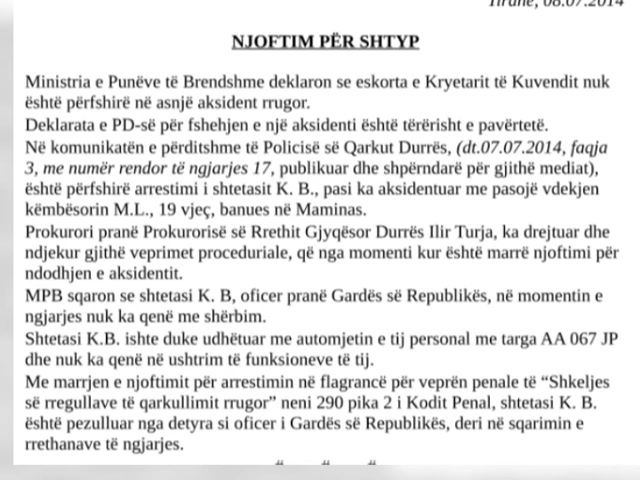 Tiranë, 08.07.2014
NJOFTIM PËR SHTYP
Ministria e Punëve të Brendshme deklaron se eskorta e Kryetarit të Kuvendit nuk
është përfshirë në asnjë aksident rrugor.
Deklarata e PD-së për fshehjen e një aksidenti është tërërisht e pavërtetë.
Në komunikatën e përditshme të Policisë së Qarkut Durrës, (dt.07.07.2014, faqja
3, me numër rendor të ngjarjes 17, publikuar dhe shpërndarë për gjithë mediat),
është përfshirë arrestimi i shtetasit K. B., pasi ka aksidentuar me pasojë vdekjen
këmbësorin M.L., 19 vjeç, banues në Maminas.
Prokurori pranë Prokurorisë së Rrethit Gjyqësor Durrës Ilir Turja, ka drejtuar dhe
ndjekur gjithë veprimet proceduriale, që nga momenti kur është marrë njoftimi për
ndodhjen e aksidentit.
MPB sqaron se shtetasi K. B, oficer pranë Gardës së Republikës, në momentin e
ngjarjes nuk ka qenë me shërbim.
Shtetasi K.B. ishte duke udhëtuar me automjetin e tij personal me targa AA 067 JP
dhe nuk ka qenë në ushtrim të funksioneve të tij.
Me marrjen e njoftimit për arrestimin në flagrancë për veprën penale të “Shkeljes
së rregullave të qarkullimit rrugor” neni 290 pika 2 i Kodit Penal, shtetasi K. B.
është pezulluar nga detyra si oficer i Gardës së Republikës, deri në sqarimin e
rrethanave të ngjarjes.